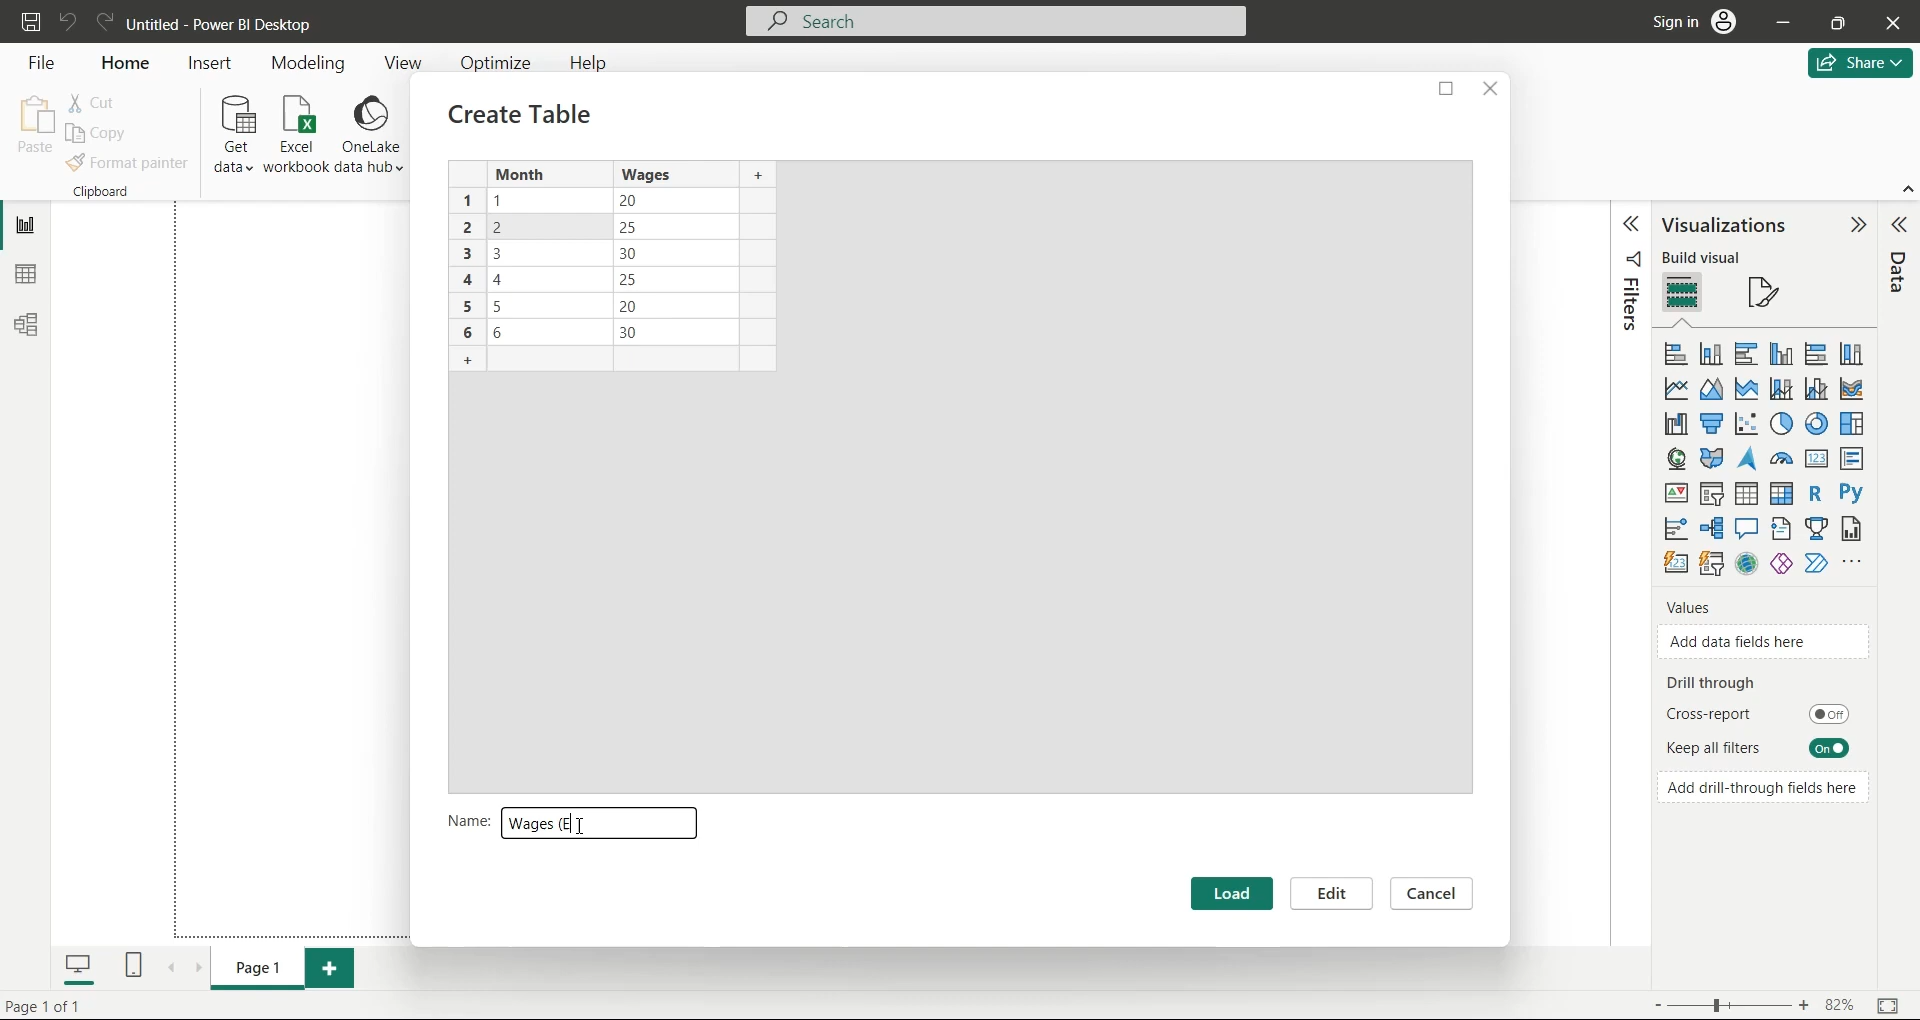 Untitled - Power BI Desktop
Search
Sign in
File Home Insert Modeling View Optimize Help
Share
Paste
Cut
Copy
Format painter
Clipboard
Get data
Excel workbook
OneLake data hub
Create Table
Month Wages +
1 1 20
2 2 25
3 3 30
4 4 25
5 5 20
6 6 30
+
Name: Wages (E
Load Edit Cancel
Filters
Visualizations
Build visual
123
R Py
123
...
Values
Add data fields here
Drill through
Cross-report Off
Keep all filters On
Add drill-through fields here
Data
Page 1 +
Page 1 of 1
- + 82%